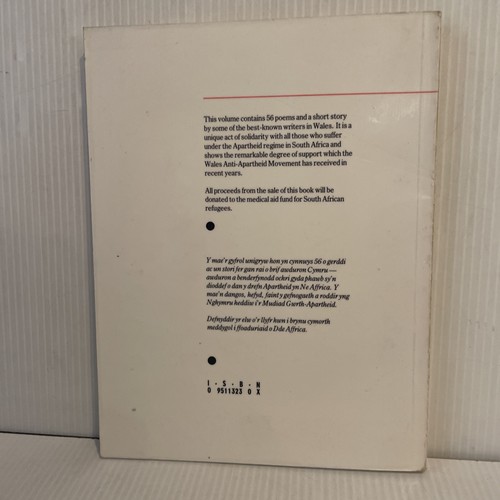 This volume contains 56 poems and a short story
by some of the best-known writers in Wales. It is a
unique act of solidarity with all those who suffer
under the Apartheid regime in South Africa and
shows the remarkable degree of support which the
Wales Anti-Apartheid Movement has received in
recent years.
All proceeds from the sale of this book will be
donated to the medical aid fund for South African
refugees.
Y mae'r gyfrol unigryw hon yn cynnwys 56 o gerddi
ac un stori fer gan rai o brif awduron Cymru —
awduron a benderfynodd ochri gyda phawb sy'n
dioddef o dan y drefn Apartheid yn Ne Affrica. Y
mae'n dangos, hefyd, faint y gefnogaeth a roddir yng
Nghymru heddiw i'r Mudiad Gwrth-Apartheid.
Defnyddir yr elw o'r llyfr hwn i brynu cymorth
meddygol i ffoaduriaid o Dde Affrica.
I · S · B · N
0 9511323 0 X